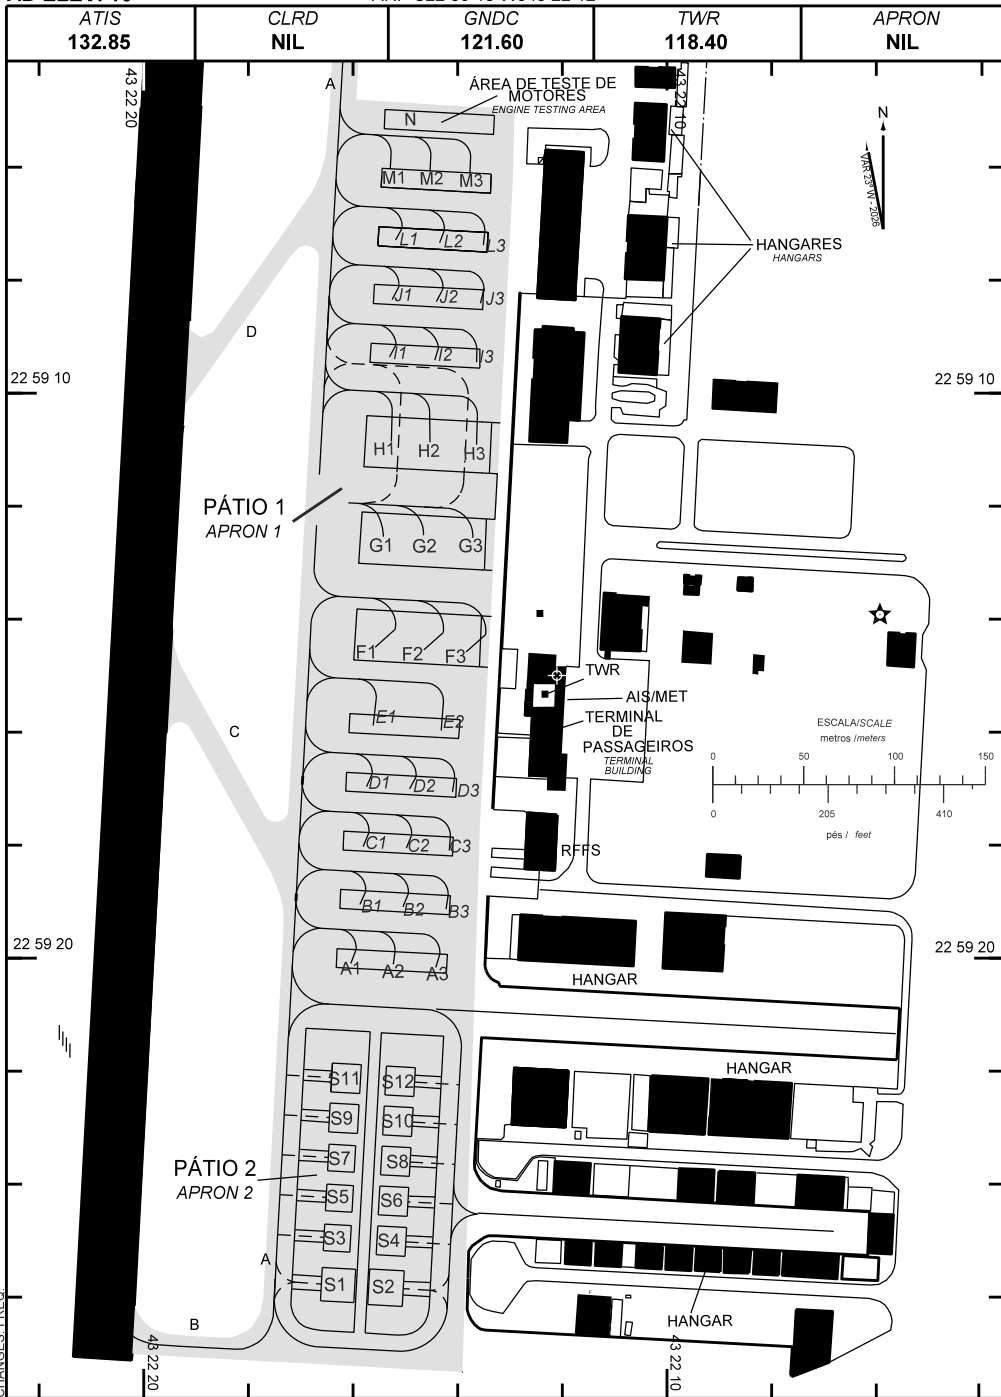 ATIS CLRD GNDC TWR APRON
132.85 NIL 121.60 118.40 NIL
43 22 20
43 22 10
A
ÁREA DE TESTE DE
MOTORES
ENGINE TESTING AREA
N
N
VAR 23º W - 2026
M1 M2 M3
L1 L2 L3
HANGARES
HANGARS
J1 J2 J3
D
I1 I2 I3
22 59 10
22 59 10
H1 H2 H3
PÁTIO 1
APRON 1
G1 G2 G3
F1 F2 F3
TWR
AIS/MET
E1 E2
TERMINAL
DE
PASSAGEIROS
TERMINAL
BUILDING
C
ESCALA/SCALE
metros /meters
0 50 100 150
0 205 410
pés / feet
D1 D2 D3
C1 C2 C3
RFFS
B1 B2 B3
22 59 20
22 59 20
A1 A2 A3
HANGAR
HANGAR
S11 S12
S9 S10
S7 S8
PÁTIO 2
APRON 2
S5 S6
S3 S4
A
S1 S2
B
HANGAR
43 22 20
43 22 10